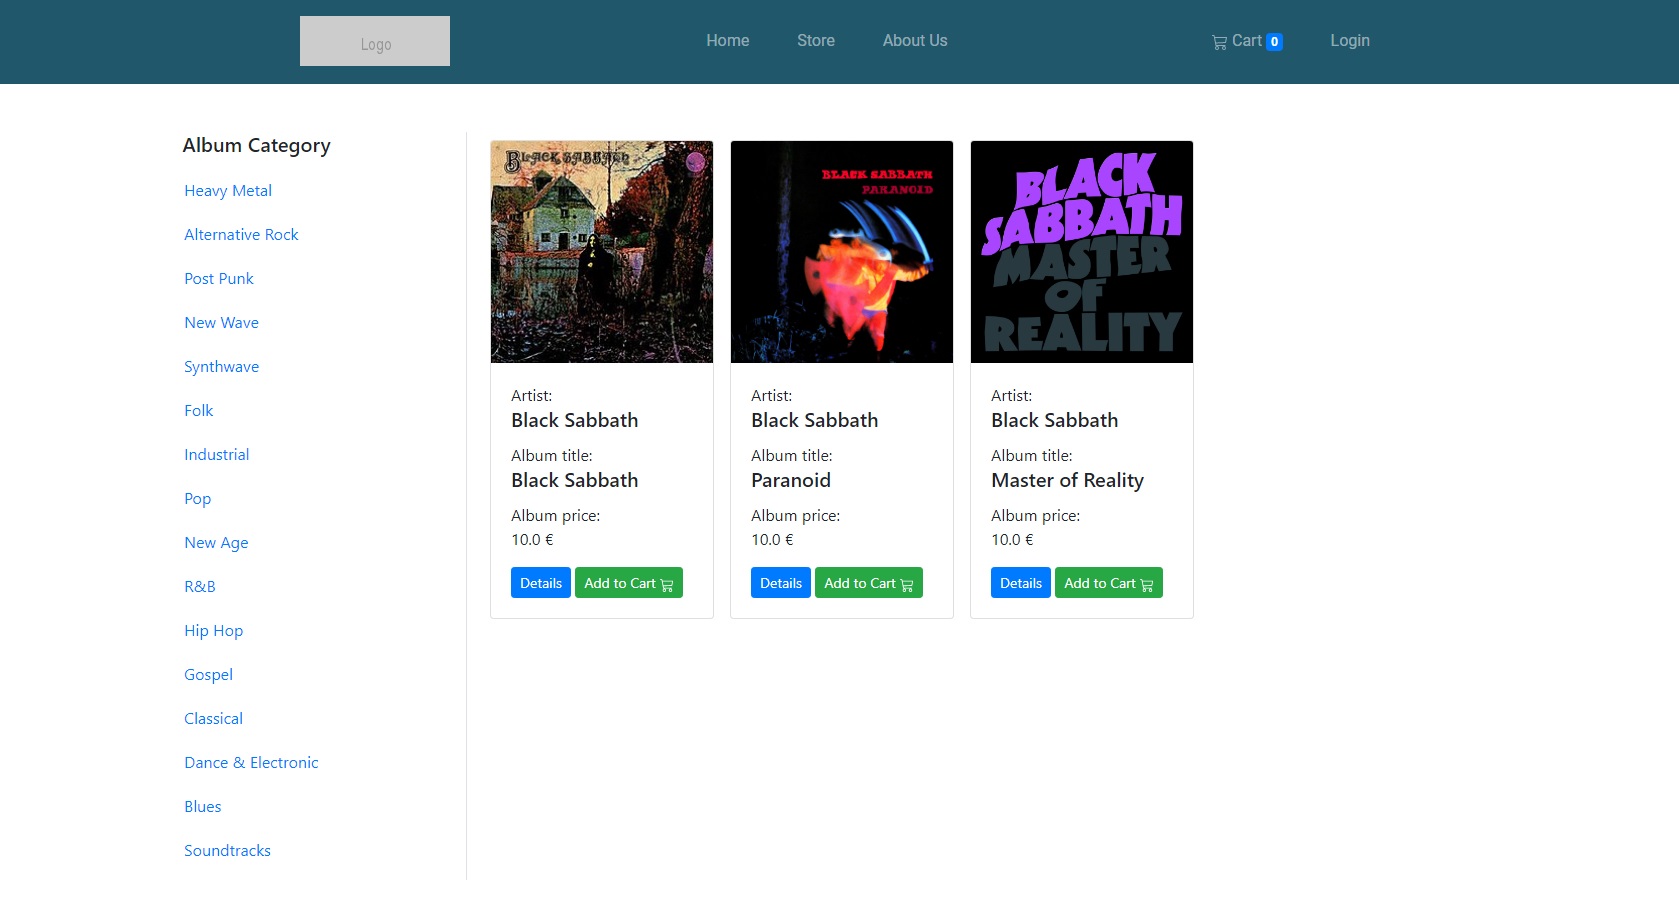 Logo
Home
Store
About Us
Cart 0
Login
Album Category
Heavy Metal
Alternative Rock
Post Punk
New Wave
Synthwave
Folk
Industrial
Pop
New Age
R&B
Hip Hop
Gospel
Classical
Dance & Electronic
Blues
Soundtracks
BLACK SABBATH
Artist:
Black Sabbath
Album title:
Black Sabbath
Album price:
10.0 €
Details
Add to Cart
BLACK SABBATH
PARANOID
Artist:
Black Sabbath
Album title:
Paranoid
Album price:
10.0 €
Details
Add to Cart
BLACK
SABBATH
MASTER
OF
REALITY
Artist:
Black Sabbath
Album title:
Master of Reality
Album price:
10.0 €
Details
Add to Cart